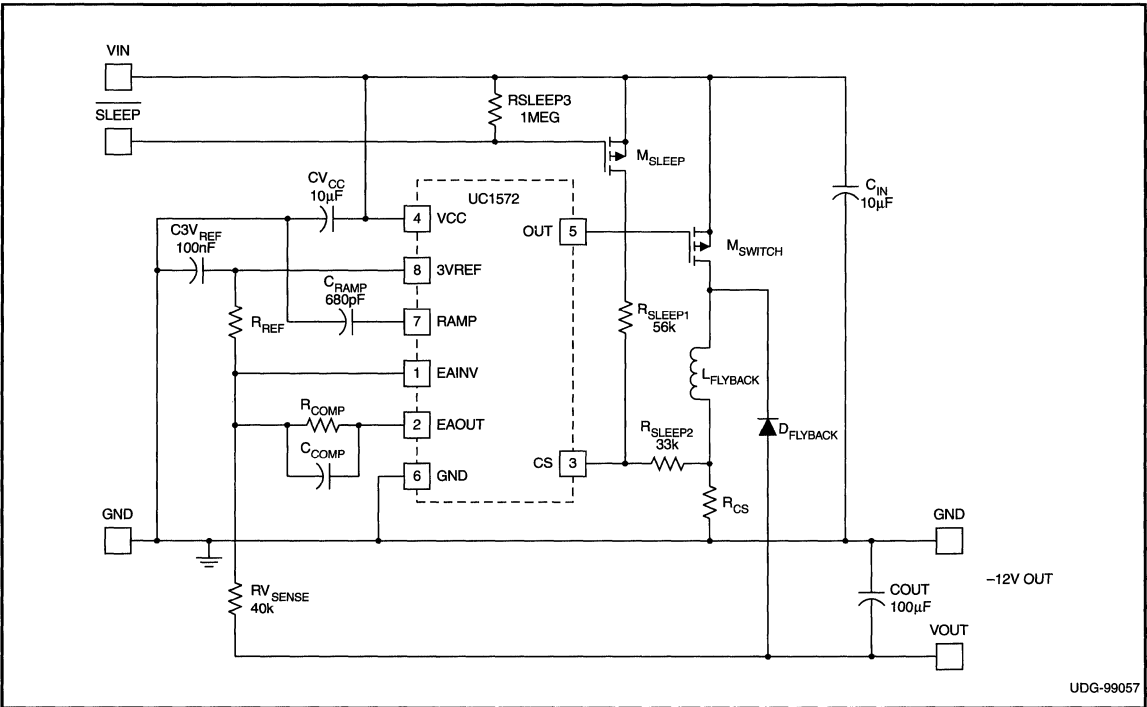 VIN
SLEEP
RSLEEP3
1MEG
MSLEEP
CVCC
10µF
UC1572
4 VCC
OUT 5
MSWITCH
CIN
10µF
C3VREF
100nF
8 3VREF
CRAMP
680pF
7 RAMP
RREF
RSLEEP1
56k
1 EAINV
LFLYBACK
RCOMP
2 EAOUT
CCOMP
DFLYBACK
RSLEEP2
33k
CS 3
6 GND
RCS
GND
GND
–12V OUT
RVSENSE
40k
COUT
100µF
VOUT
UDG-99057